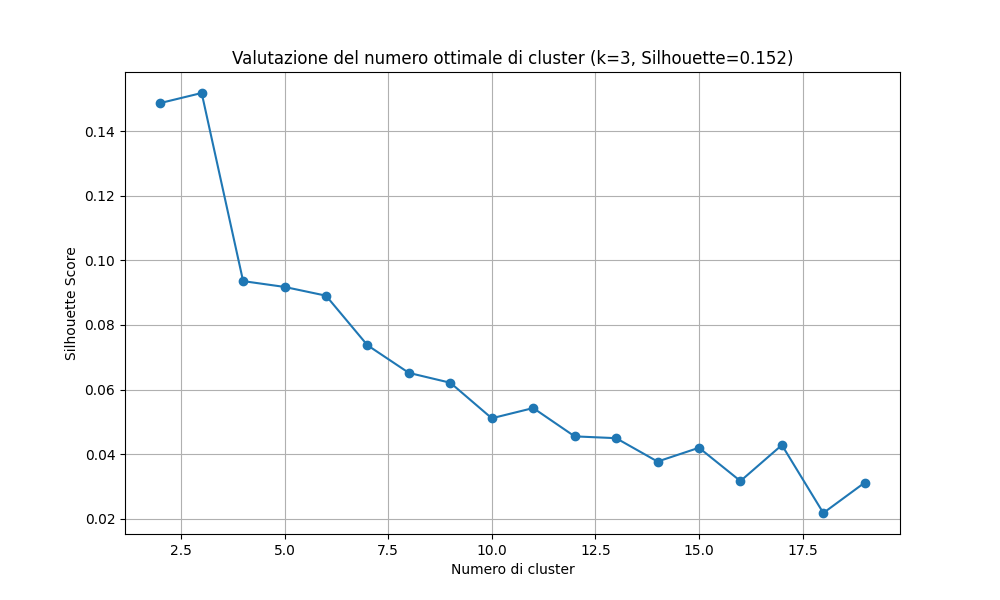 Valutazione del numero ottimale di cluster (k=3, Silhouette=0.152)
Silhouette Score
0.14
0.12
0.10
0.08
0.06
0.04
0.02
2.5 5.0 7.5 10.0 12.5 15.0 17.5
Numero di cluster